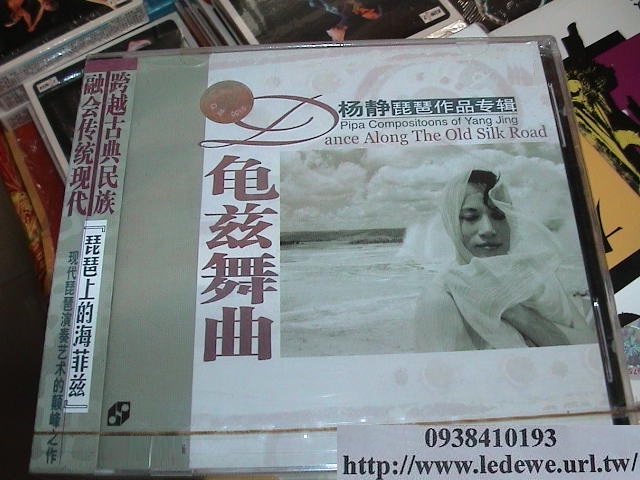 跨越古典民族
融会传统现代
『琵琶上的海菲兹』
现代琵琶演奏艺术的巅峰之作
杨静琵琶作品专辑
Pipa Compositoons of Yang Jing
Dance Along The Old Silk Road
龟兹舞曲
0938410193
http://www.ledewe.url.tw/